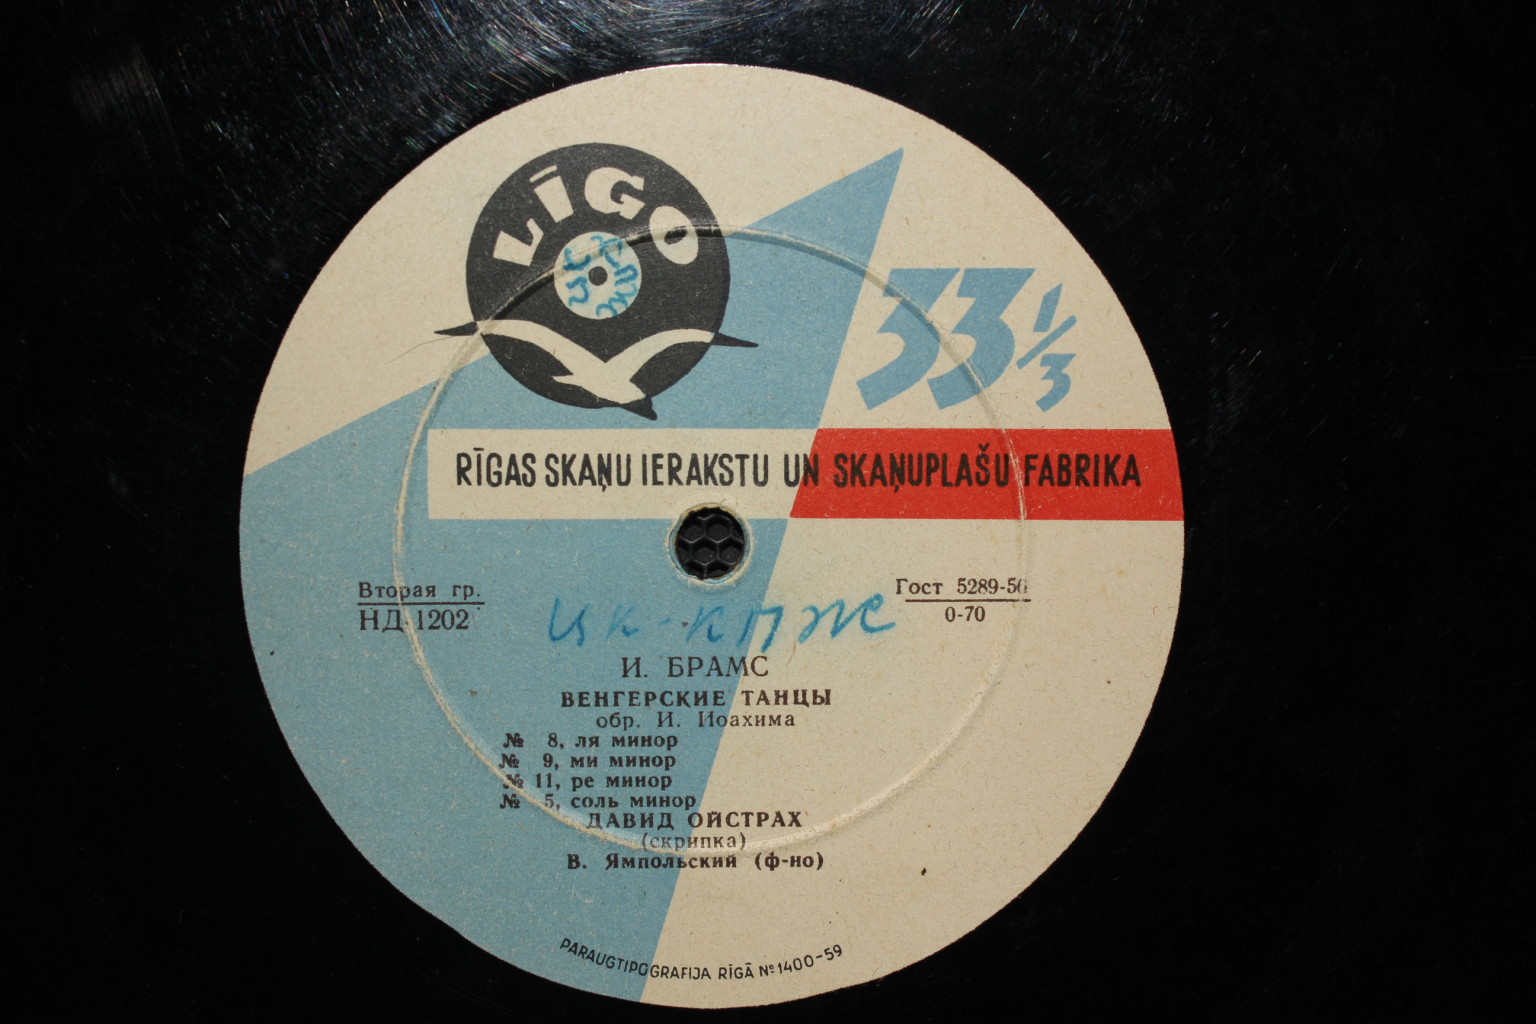 LĪGO
33 1/3
RĪGAS SKAŅU IERAKSTU UN SKAŅUPLAŠU FABRIKA
Вторая гр.
НД-1202
Гост 5289-56
0-70
И. БРАМС
ВЕНГЕРСКИЕ ТАНЦЫ
обр. И. Иоахима
№ 8, ля минор
№ 9, ми минор
№ 11, ре минор
№ 5, соль минор
ДАВИД ОЙСТРАХ
(скрипка)
В. Ямпольский (ф-но)
PARAUGTIPOGRAFIJA RĪGĀ № 1400-59